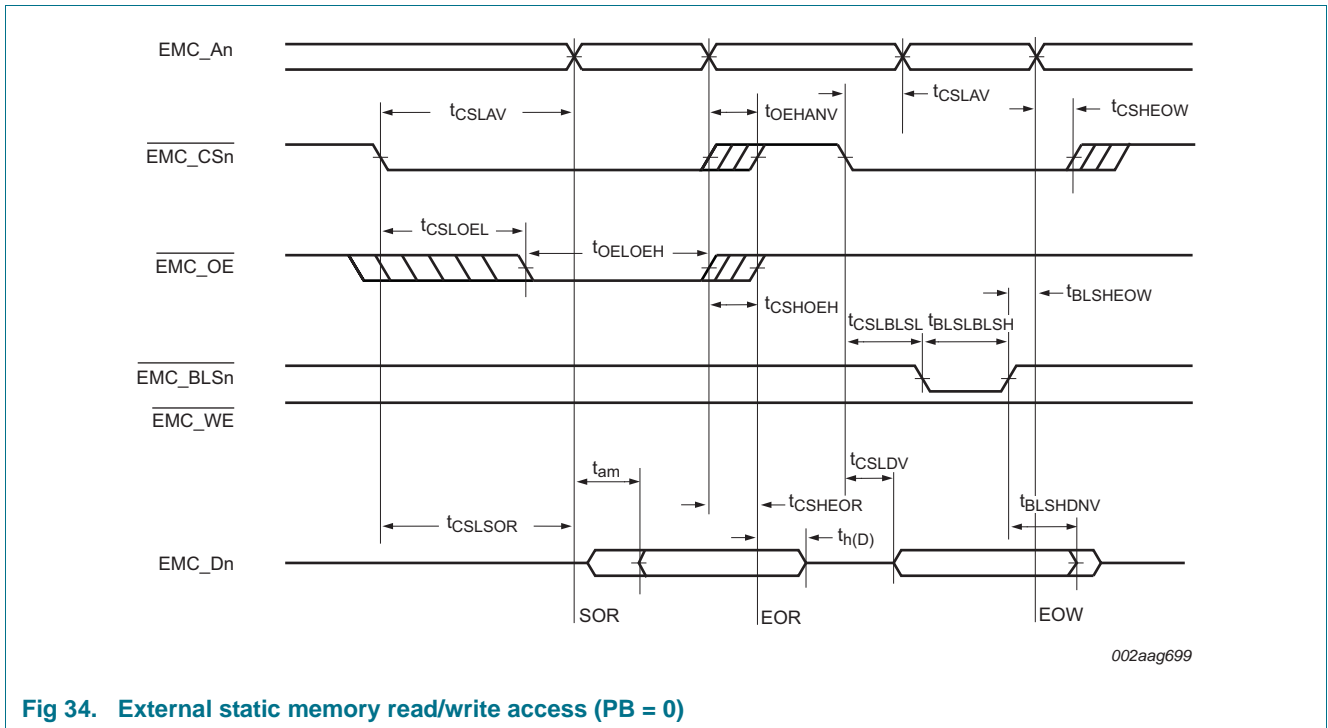 EMC_An
tCSLAV
tOEHANV
tCSLAV
tCSHEOW
EMC_CSn
tCSLOEL
tOELOEH
EMC_OE
tCSHOEH
tBLSHEOW
tCSLBLSL
tBLSLBLSH
EMC_BLSn
EMC_WE
tam
tCSLDV
tCSLSOR
tCSHEOR
tBLSHDNV
th(D)
EMC_Dn
SOR
EOR
EOW
002aag699
Fig 34. External static memory read/write access (PB = 0)